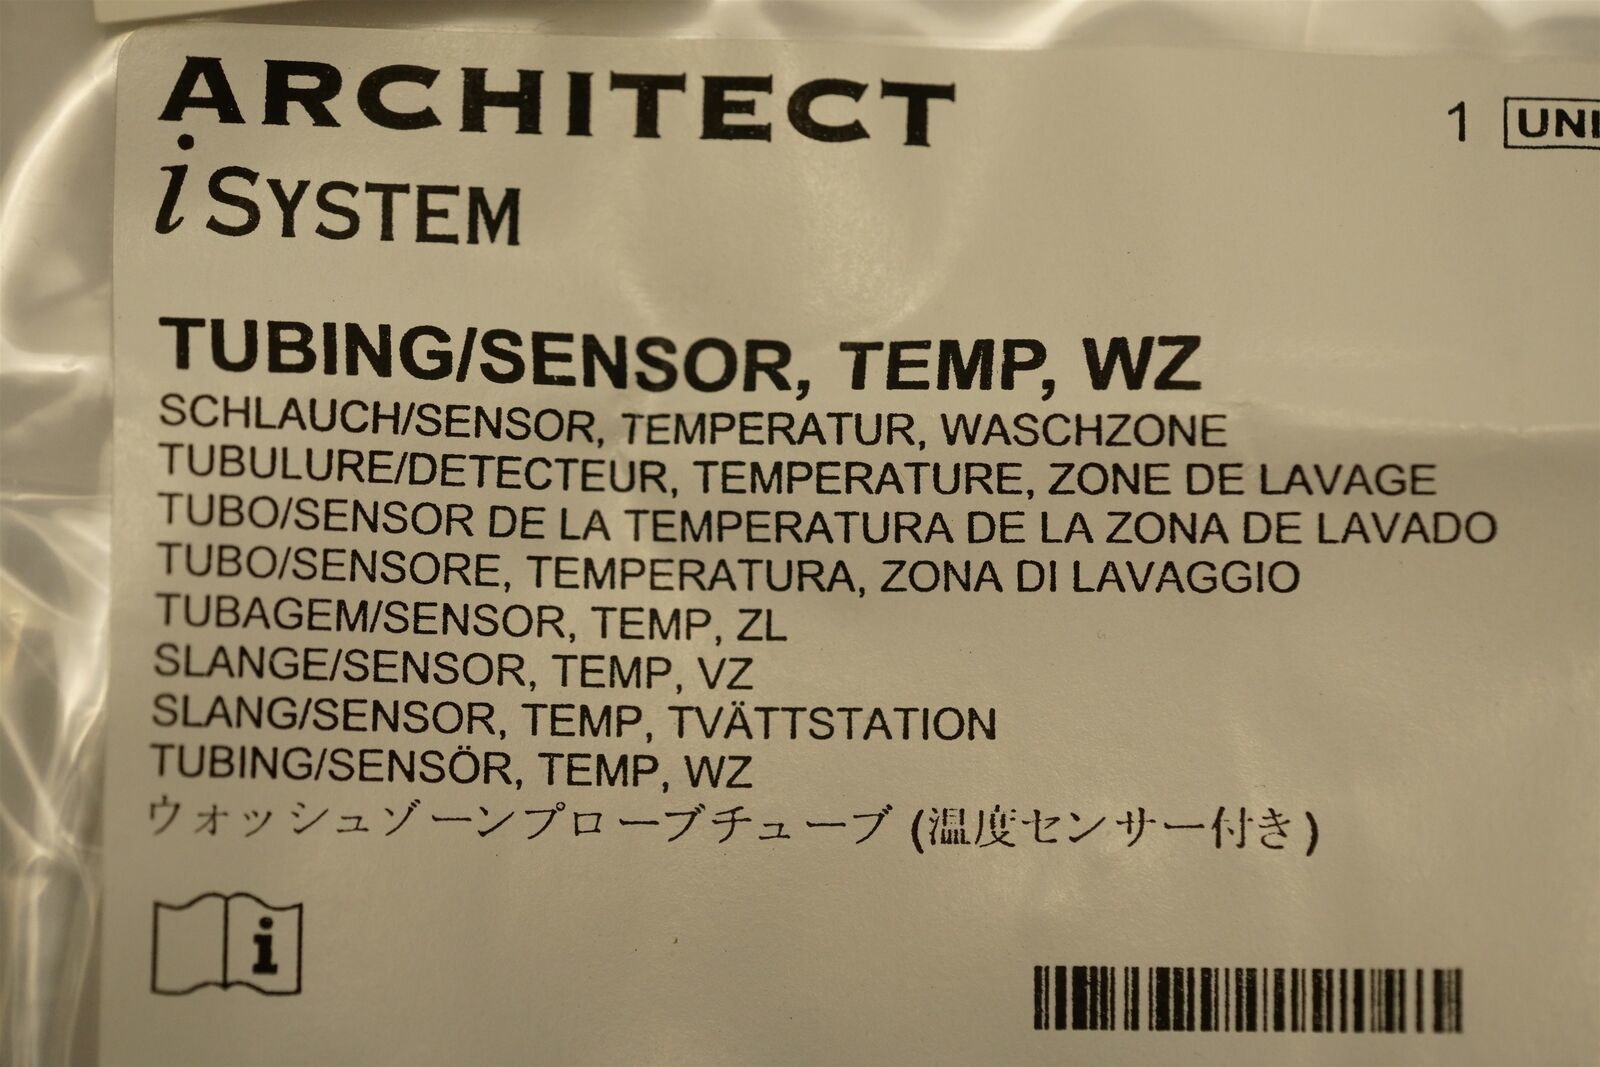 ARCHITECT
1
i SYSTEM
TUBING/SENSOR, TEMP, WZ
SCHLAUCH/SENSOR, TEMPERATUR, WASCHZONE
TUBULURE/DETECTEUR, TEMPERATURE, ZONE DE LAVAGE
TUBO/SENSOR DE LA TEMPERATURA DE LA ZONA DE LAVADO
TUBO/SENSORE, TEMPERATURA, ZONA DI LAVAGGIO
TUBAGEM/SENSOR, TEMP, ZL
SLANGE/SENSOR, TEMP, VZ
SLANG/SENSOR, TEMP, TVÄTTSTATION
TUBING/SENSÖR, TEMP, WZ
ウォッシュゾーンプローブチューブ (温度センサー付き)
i